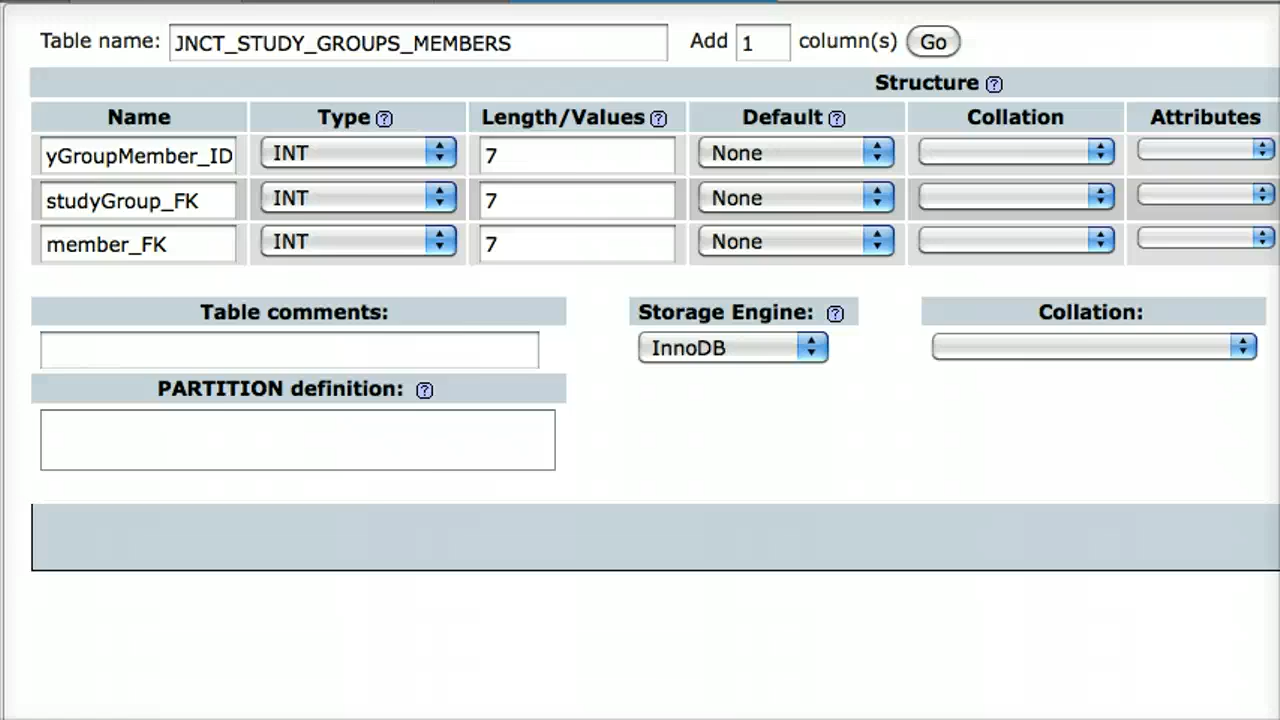 Table name: JNCT_STUDY_GROUPS_MEMBERS Add 1 column(s) Go
Structure
Name Type Length/Values Default Collation Attributes
yGroupMember_ID INT 7 None
studyGroup_FK INT 7 None
member_FK INT 7 None
Table comments: Storage Engine: Collation:
InnoDB
PARTITION definition: